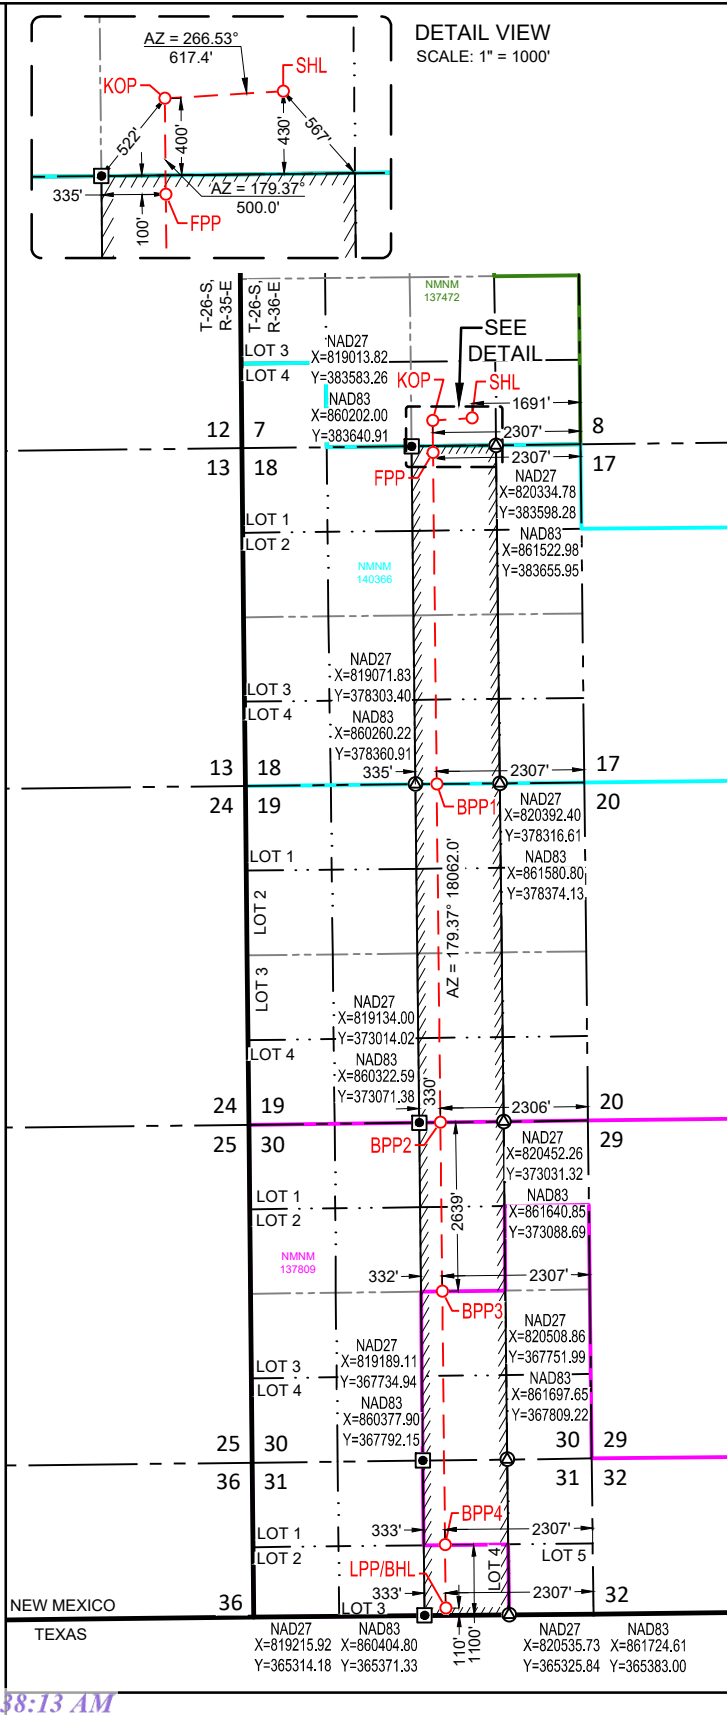 DETAIL VIEW
SCALE: 1" = 1000'
AZ = 266.53°
617.4'
KOP
SHL
522'
400'
430'
567'
335'
AZ = 179.37°
500.0'
100'
FPP
T-26-S, R-35-E
T-26-S, R-36-E
NMNM
137472
SEE
DETAIL
LOT 3
LOT 4
NAD27
X=819013.82
Y=383583.26
NAD83
X=860202.00
Y=383640.91
KOP
SHL
1691'
2307'
2307'
12 7
8
13 18
17
FPP
NAD27
X=820334.78
Y=383598.28
NAD83
X=861522.98
Y=383655.95
LOT 1
LOT 2
NMNM
140366
NAD27
X=819071.83
Y=378303.40
NAD83
X=860260.22
Y=378360.91
LOT 3
LOT 4
13 18
335'
2307'
17
24 19
BPP1
20
NAD27
X=820392.40
Y=378316.61
NAD83
X=861580.80
Y=378374.13
LOT 1
LOT 2
LOT 3
LOT 4
AZ = 179.37° 18062.0'
NAD27
X=819134.00
Y=373014.02
NAD83
X=860322.59
Y=373071.38
330'
24 19
2306'
20
25 30
BPP2
29
NAD27
X=820452.26
Y=373031.32
NAD83
X=861640.85
Y=373088.69
LOT 1
LOT 2
2639'
NMNM
137809
332'
2307'
BPP3
NAD27
X=820508.86
Y=367751.99
NAD83
X=861697.65
Y=367809.22
LOT 3
LOT 4
NAD27
X=819189.11
Y=367734.94
NAD83
X=860377.90
Y=367792.15
25 30
30 29
36 31
31 32
BPP4
LOT 1
LOT 2
333'
2307'
LOT 4
LOT 5
LPP/BHL
333'
2307'
NEW MEXICO
36
LOT 3
32
TEXAS
110'
1100'
NAD27
X=819215.92
Y=365314.18
NAD83
X=860404.80
Y=365371.33
NAD27
X=820535.73
Y=365325.84
NAD83
X=861724.61
Y=365383.00
38:13 AM